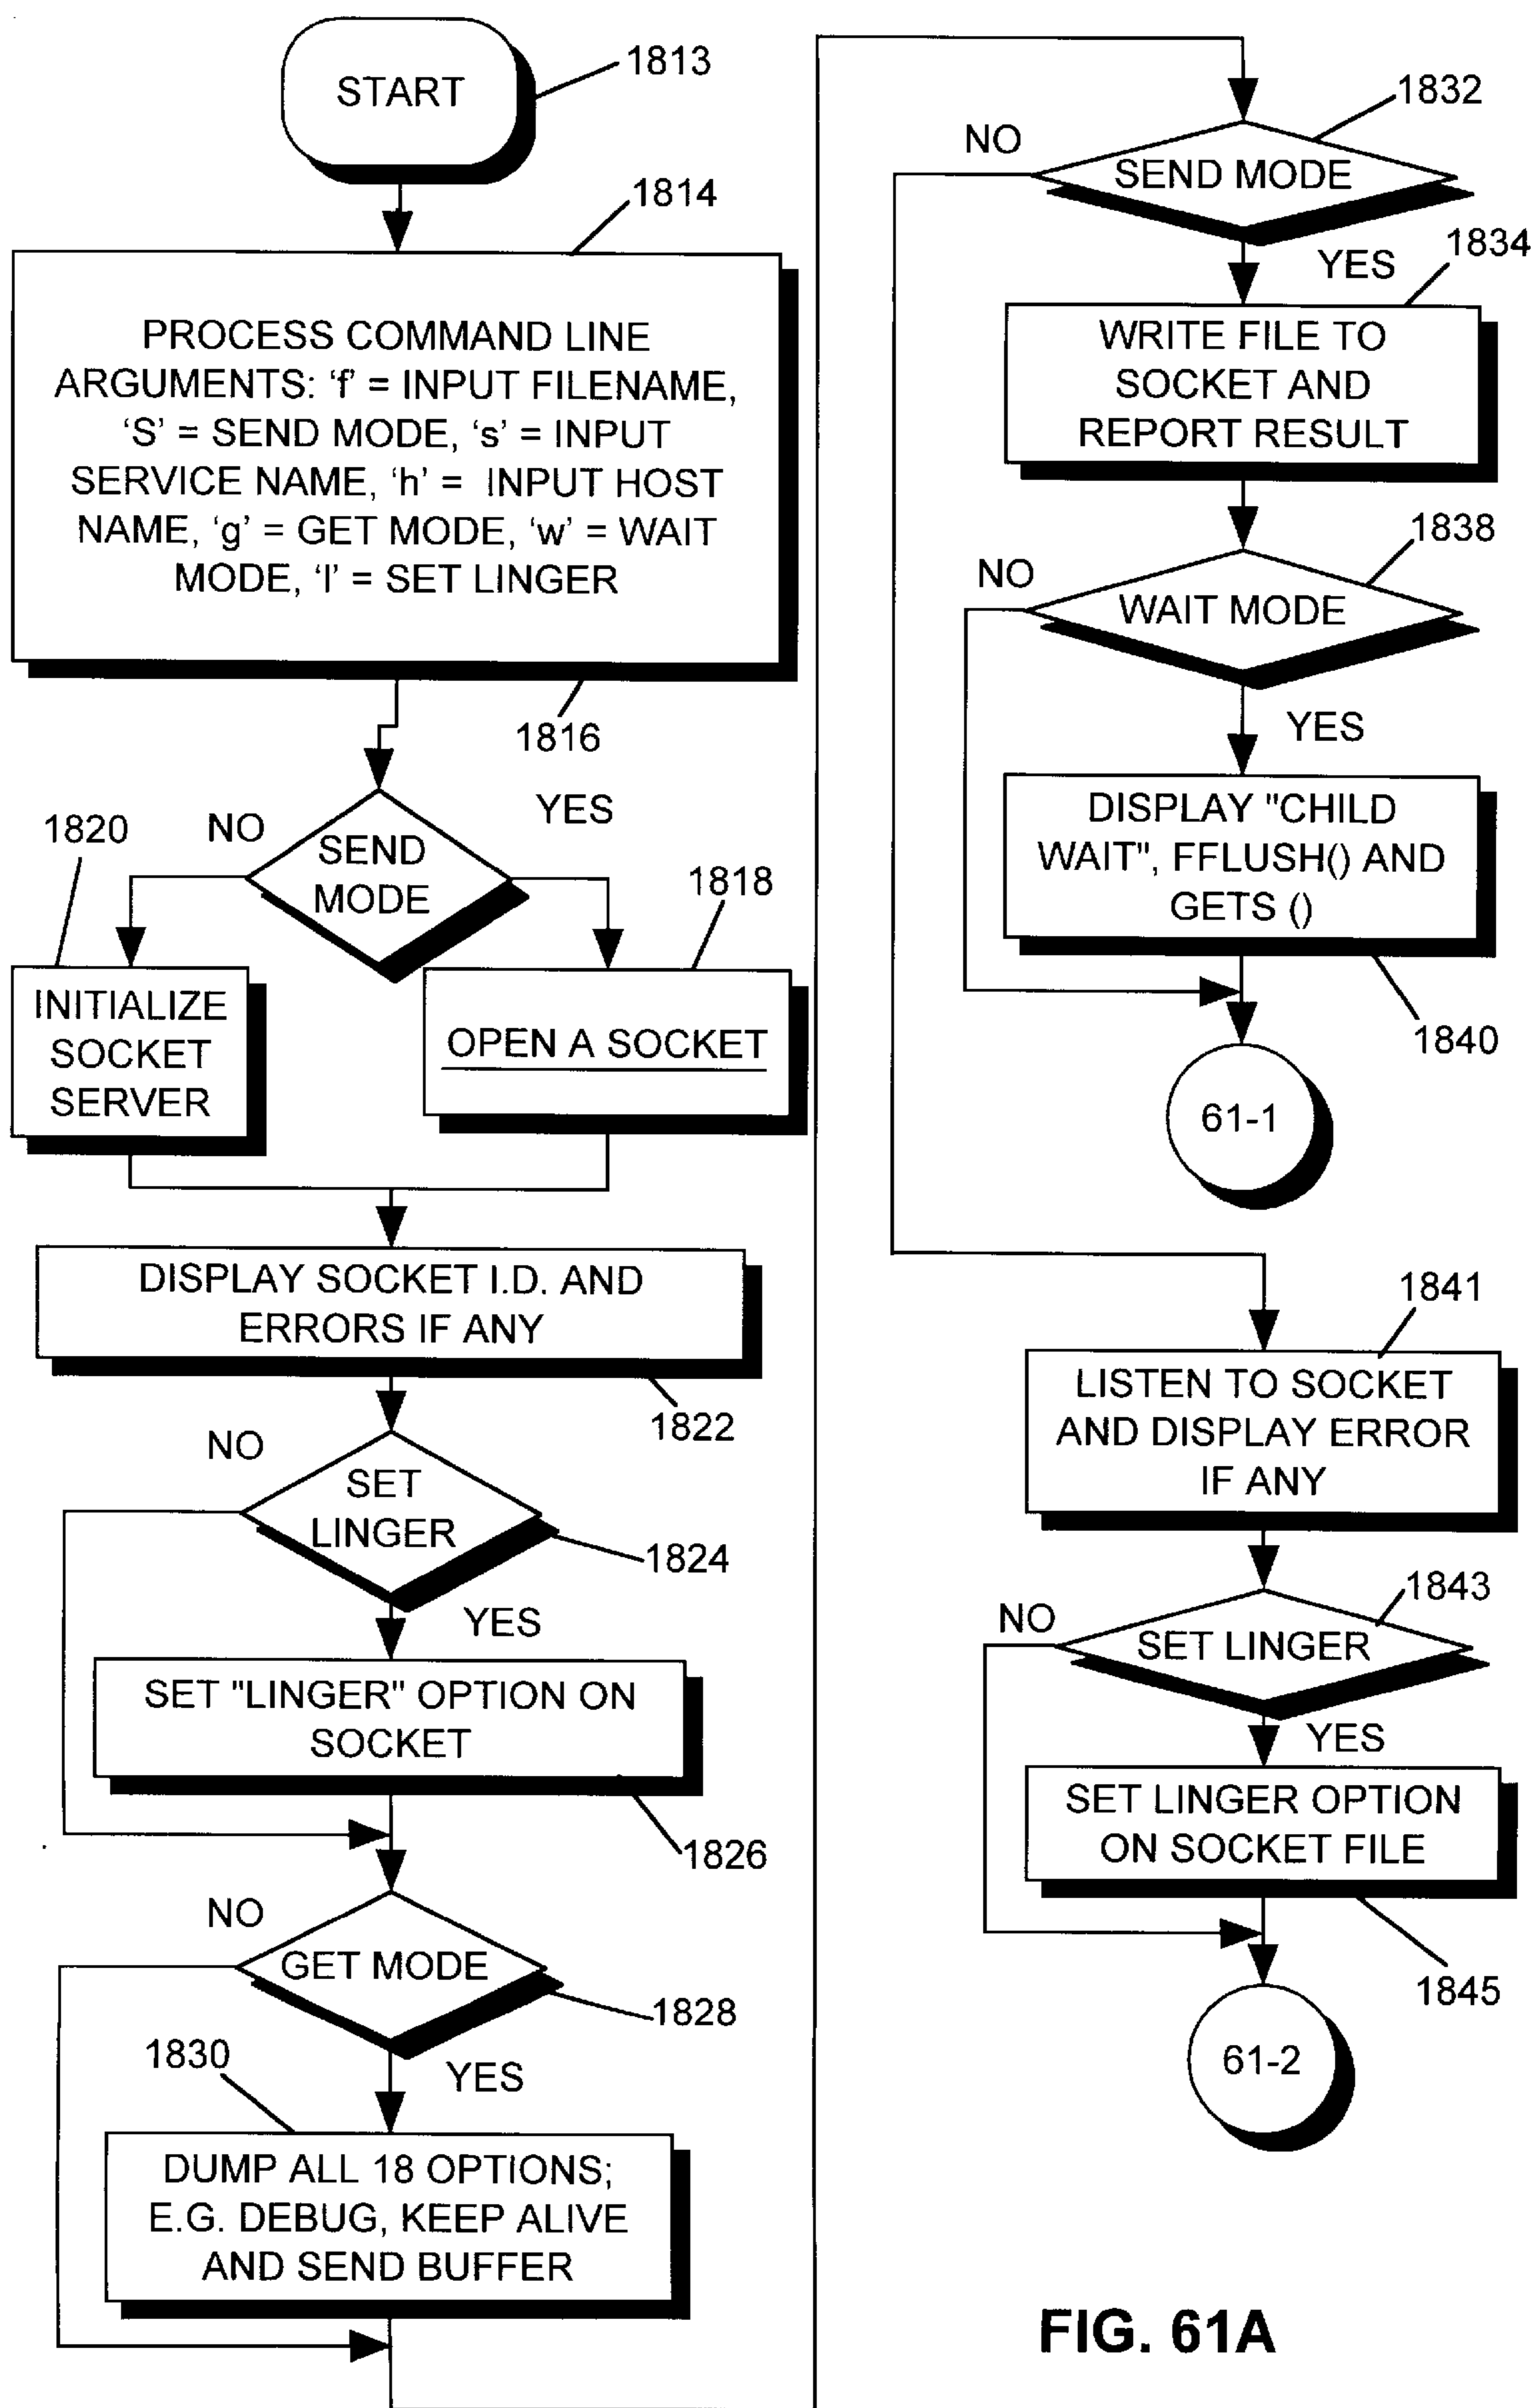 START
1813
1814
PROCESS COMMAND LINE
ARGUMENTS: ‘f’ = INPUT FILENAME,
‘S’ = SEND MODE, ‘s’ = INPUT
SERVICE NAME, ‘h’ = INPUT HOST
NAME, ‘g’ = GET MODE, ‘w’ = WAIT
MODE, ‘l’ = SET LINGER
1816
SEND
MODE
NO
YES
1820
1818
INITIALIZE
SOCKET
SERVER
OPEN A SOCKET
DISPLAY SOCKET I.D. AND
ERRORS IF ANY
1822
NO
SET
LINGER
1824
YES
SET "LINGER" OPTION ON
SOCKET
1826
NO
GET MODE
1828
1830
YES
DUMP ALL 18 OPTIONS;
E.G. DEBUG, KEEP ALIVE
AND SEND BUFFER
1832
NO
SEND MODE
YES
1834
WRITE FILE TO
SOCKET AND
REPORT RESULT
1838
NO
WAIT MODE
YES
DISPLAY "CHILD
WAIT", FFLUSH() AND
GETS ()
1840
61-1
1841
LISTEN TO SOCKET
AND DISPLAY ERROR
IF ANY
1843
NO
SET LINGER
YES
SET LINGER OPTION
ON SOCKET FILE
1845
61-2
FIG. 61A